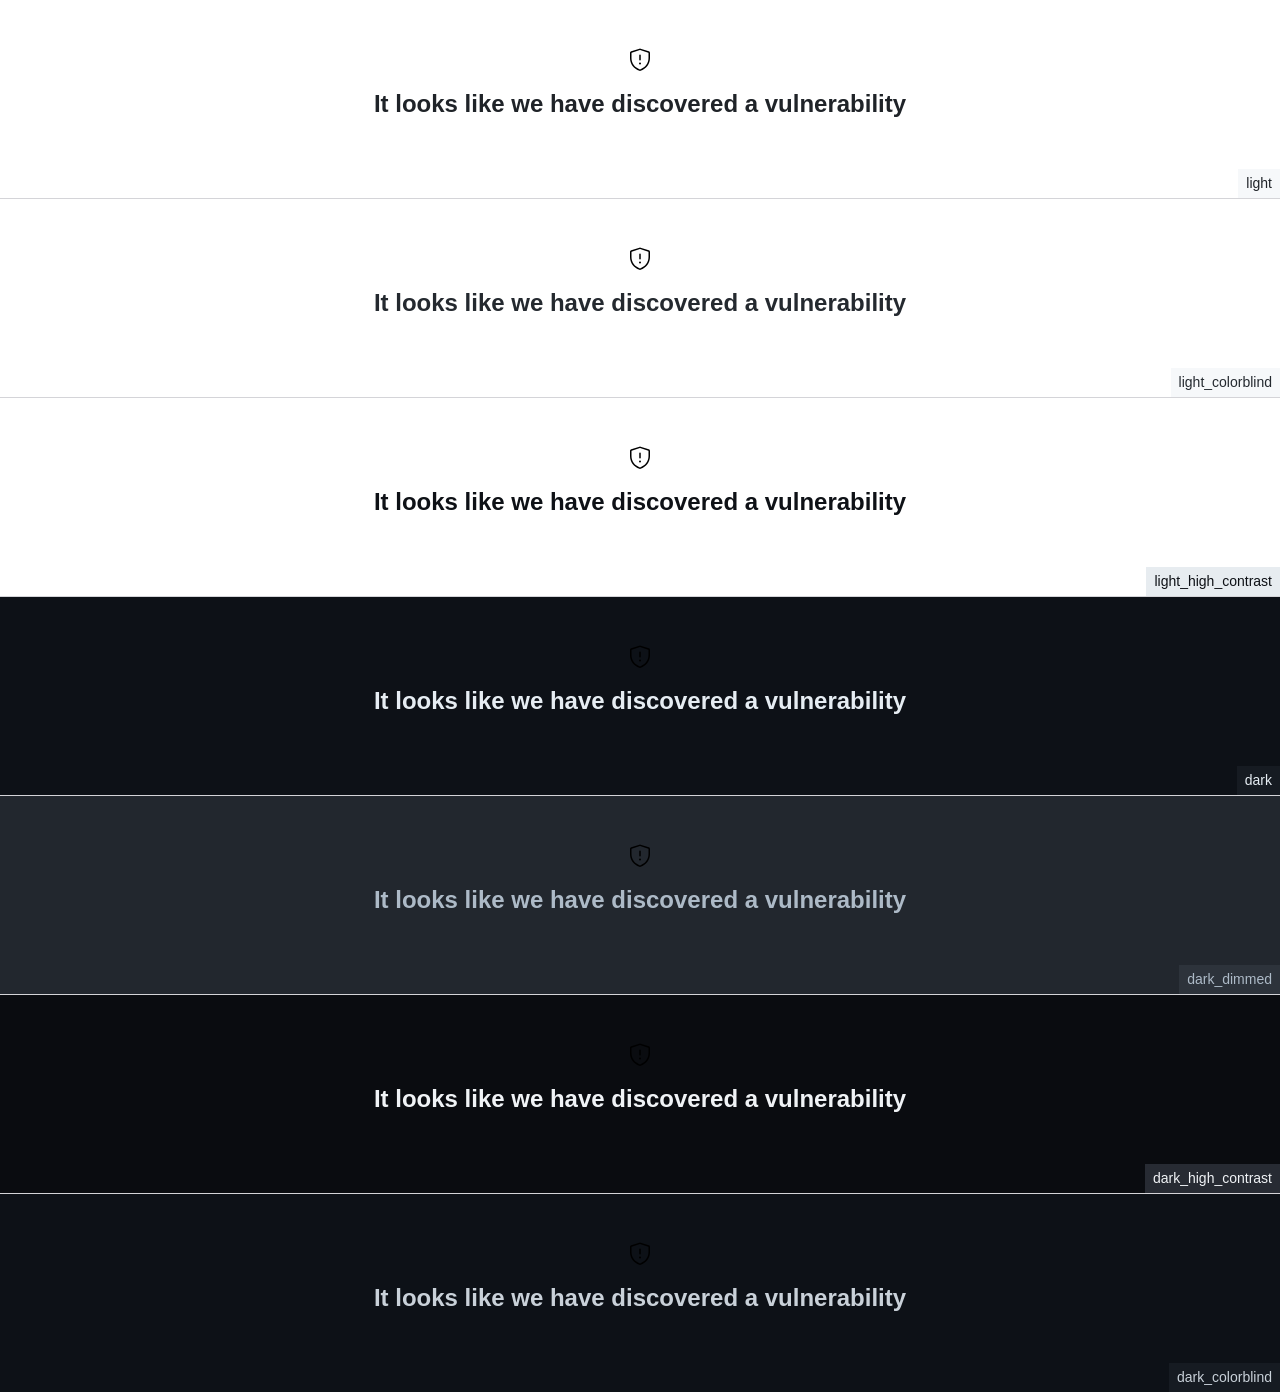 It looks like we have discovered a vulnerability
light
It looks like we have discovered a vulnerability
light_colorblind
It looks like we have discovered a vulnerability
light_high_contrast
It looks like we have discovered a vulnerability
dark
It looks like we have discovered a vulnerability
dark_dimmed
It looks like we have discovered a vulnerability
dark_high_contrast
It looks like we have discovered a vulnerability
dark_colorblind